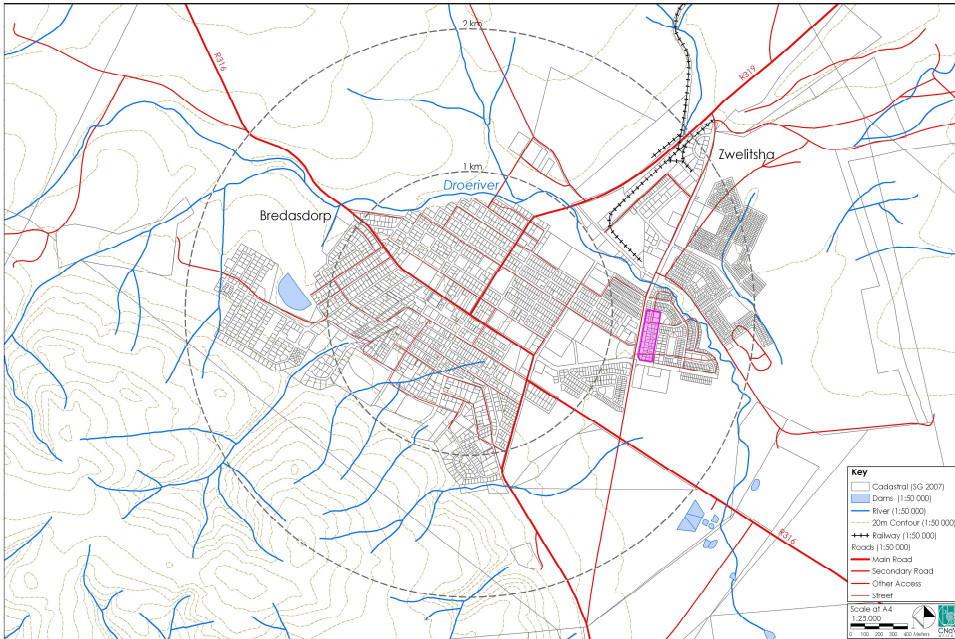 2 km
R316
R319
Zwelitsha
1 km
Droeriver
Bredasdorp
R316
Key
Cadastral (SG 2007)
Dams (1:50 000)
River (1:50 000)
20m Contour (1:50 000)
Railway (1:50 000)
Roads (1:50 000)
Main Road
Secondary Road
Other Access
Street
Scale at A4
1:25,000
0 100 200 300 400 Meters